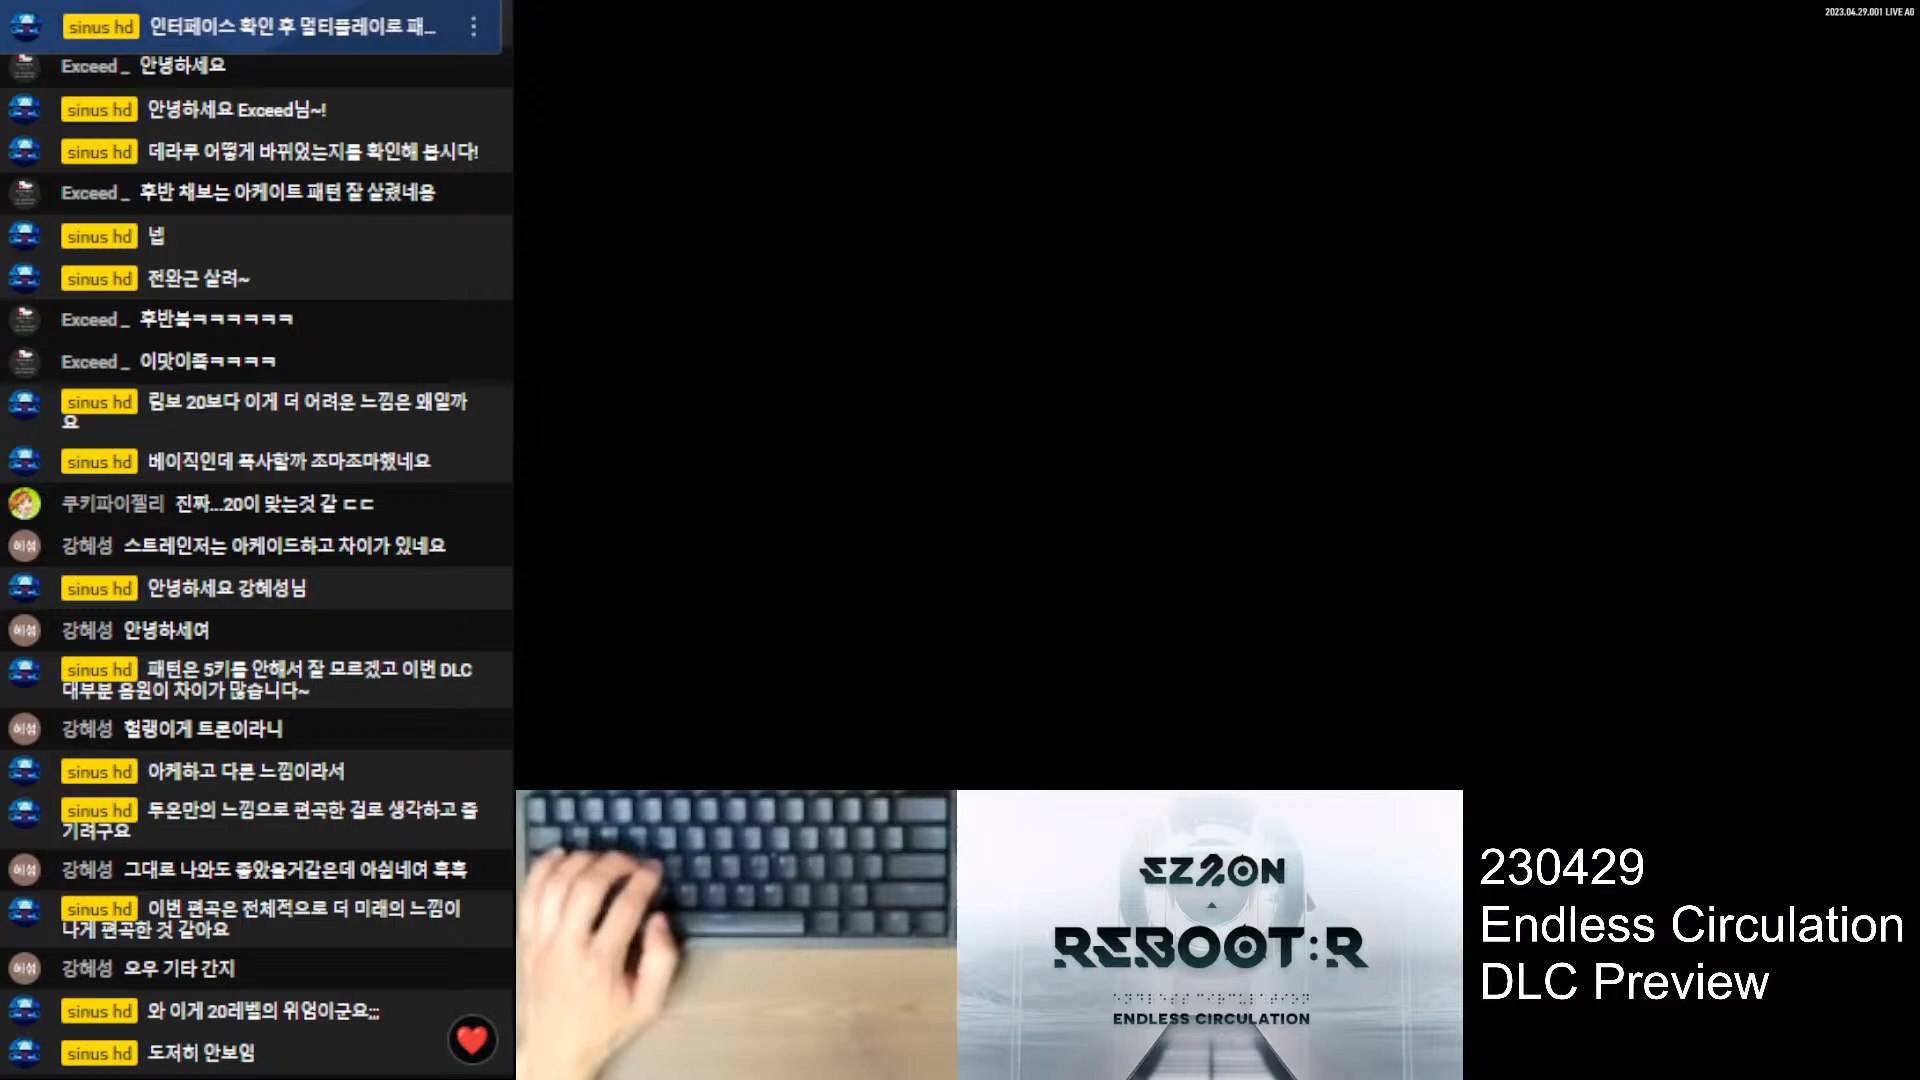 sinus hd 인터페이스 확인 후 멀티플레이로 패...
Exceed_ 안녕하세요
sinus hd 안녕하세요 Exceed님~!
sinus hd 데라루 어떻게 바뀌었는지를 확인해 봅시다!
Exceed_ 후반 채보는 아케이트 패턴 잘 살렸네용
sinus hd 넵
sinus hd 전완근 살려~
Exceed_ 후반붘ㅋㅋㅋㅋㅋㅋ
Exceed_ 이맛이죸ㅋㅋㅋㅋ
sinus hd 림보 20보다 이게 더 어려운 느낌은 왜일까
요
sinus hd 베이직인데 폭사할까 조마조마했네요
쿠키파이젤리 진짜...20이 맞는것 같 ㄷㄷ
강혜성 스트레인저는 아케이드하고 차이가 있네요
sinus hd 안녕하세요 강혜성님
강혜성 안녕하세여
sinus hd 패턴은 5키를 안해서 잘 모르겠고 이번 DLC
대부분 음원이 차이가 많습니다~
강혜성 헐랭이게 트론이라니
sinus hd 아케하고 다른 느낌이라서
sinus hd 투온만의 느낌으로 편곡한 걸로 생각하고 즐
기려구요
강혜성 그대로 나와도 좋았을거같은데 아쉽네여 흑흑
sinus hd 이번 편곡은 전체적으로 더 미래의 느낌이
나게 편곡한 것 같아요
강혜성 오우 기타 간지
sinus hd 와 이게 20레벨의 위엄이군요;;;
sinus hd 도저히 안보임
2023.04.29.001 LIVE A0
EZ2ON
REBOOT:R
ENDLESS CIRCULATION
230429
Endless Circulation
DLC Preview